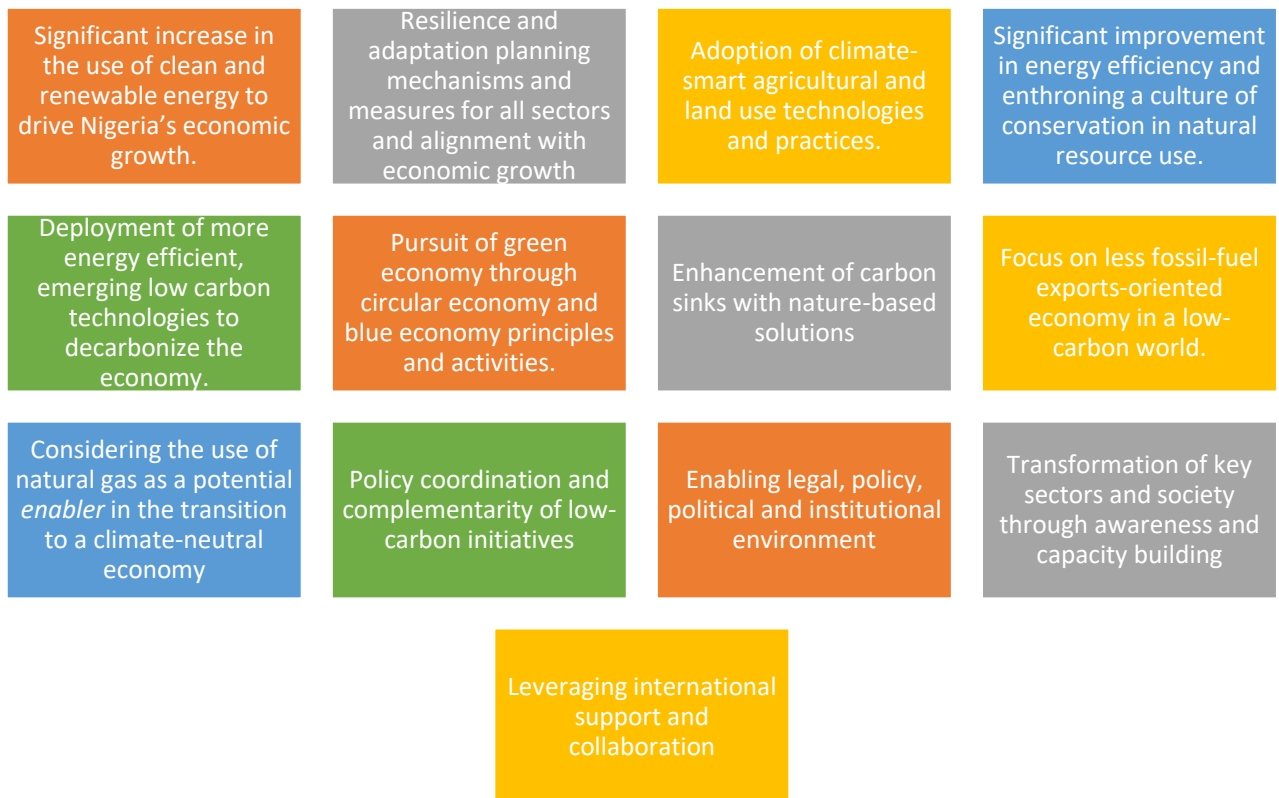 Significant increase in
the use of clean and
renewable energy to
drive Nigeria’s economic
growth.
Resilience and
adaptation planning
mechanisms and
measures for all sectors
and alignment with
economic growth
Adoption of climate-
smart agricultural and
land use technologies
and practices.
Significant improvement
in energy efficiency and
enthroning a culture of
conservation in natural
resource use.
Deployment of more
energy efficient,
emerging low carbon
technologies to
decarbonize the
economy.
Pursuit of green
economy through
circular economy and
blue economy principles
and activities.
Enhancement of carbon
sinks with nature-based
solutions
Focus on less fossil-fuel
exports-oriented
economy in a low-
carbon world.
Considering the use of
natural gas as a potential
enabler in the transition
to a climate-neutral
economy
Policy coordination and
complementarity of low-
carbon initiatives
Enabling legal, policy,
political and institutional
environment
Transformation of key
sectors and society
through awareness and
capacity building
Leveraging international
support and
collaboration